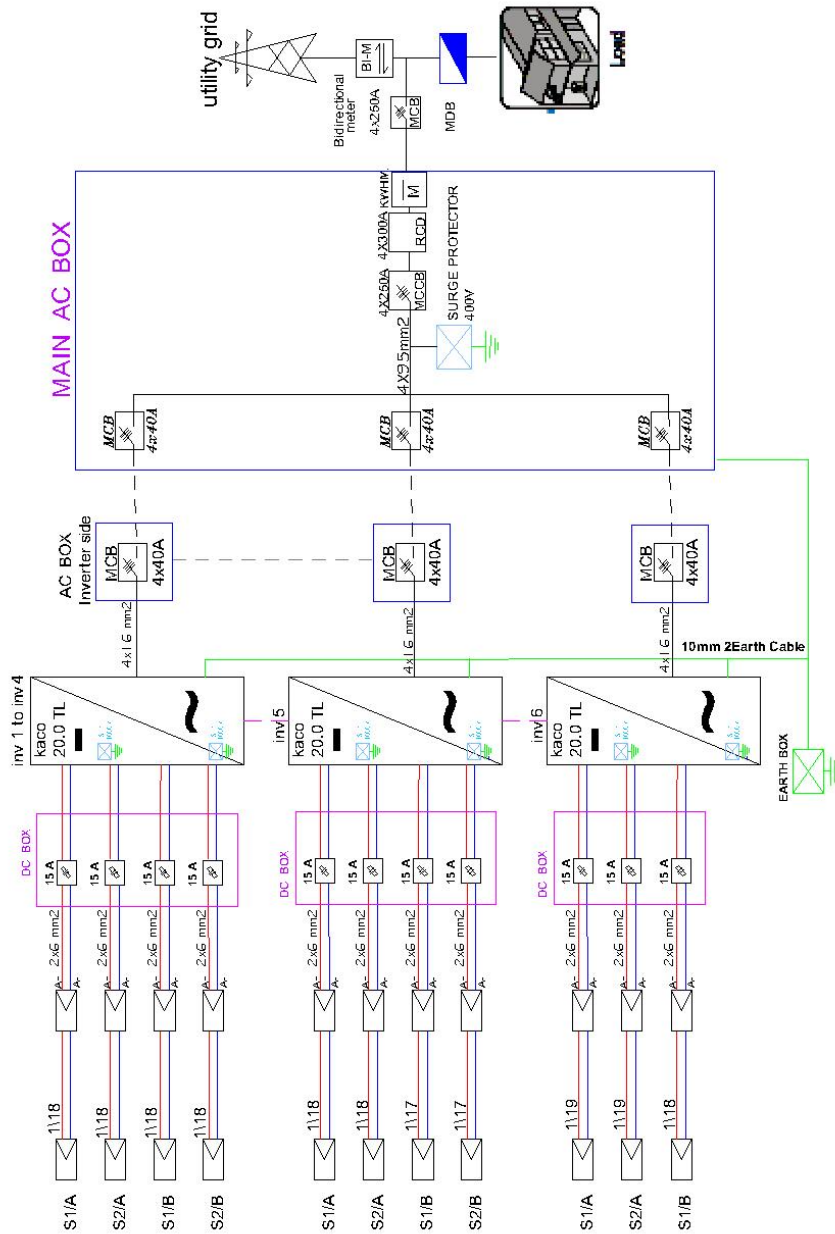 utility grid
BI-M
Bidirectional
meter
4x250A
MCB
MDB
Load
MAIN AC BOX
KWHM
M
4X300A
RCD
4X250A
MCCB
SURGE PROTECTOR
400V
4X95mm2
MCB
4x40A
MCB
4x40A
MCB
4x40A
AC BOX
Inverter side
MCB
4x40A
MCB
4x40A
MCB
4x40A
4x16 mm2
4x16 mm2
4x16 mm2
10mm 2Earth Cable
EARTH BOX
inv 1 to inv4
kaco
20.0 TL
inv 5
kaco
20.0 TL
inv 6
kaco
20.0 TL
DC BOX
15 A
15 A
15 A
15 A
DC BOX
15 A
15 A
15 A
15 A
DC BOX
15 A
15 A
15 A
2x6 mm2
2x6 mm2
2x6 mm2
2x6 mm2
2x6 mm2
2x6 mm2
2x6 mm2
2x6 mm2
2x6 mm2
2x6 mm2
2x6 mm2
1\18
1\18
1\18
1\18
1\18
1\18
1\17
1\17
1\19
1\19
1\18
S1/A
S2/A
S1/B
S2/B
S1/A
S2/A
S1/B
S2/B
S1/A
S2/A
S1/B